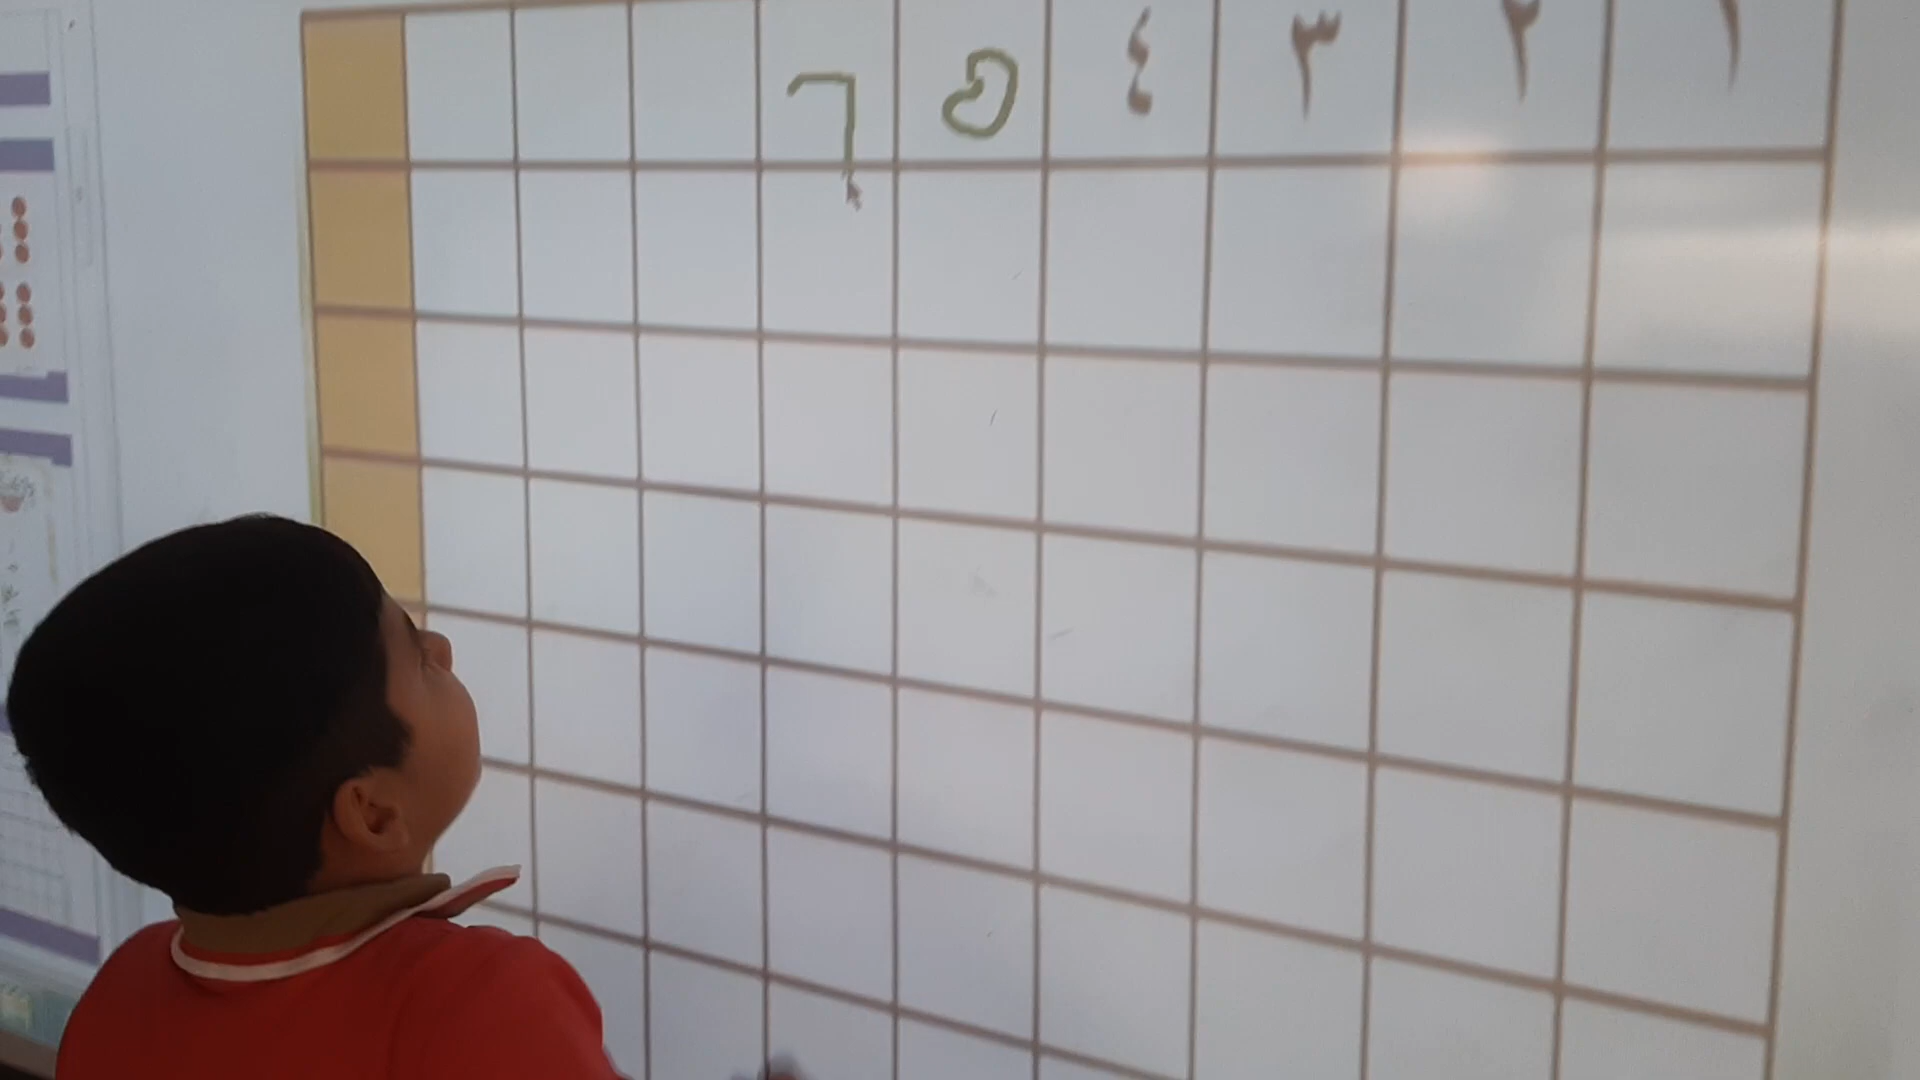 ١ ٢ ٣ ٤ ٥ ٦